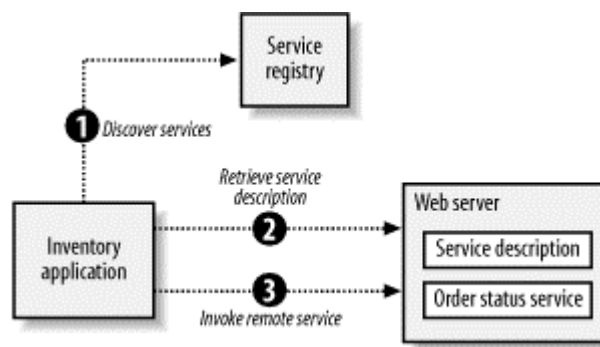 Service
registry
1 Discover services
Retrieve service
description
2
Web server
Inventory
application
Service description
3
Order status service
Invoke remote service